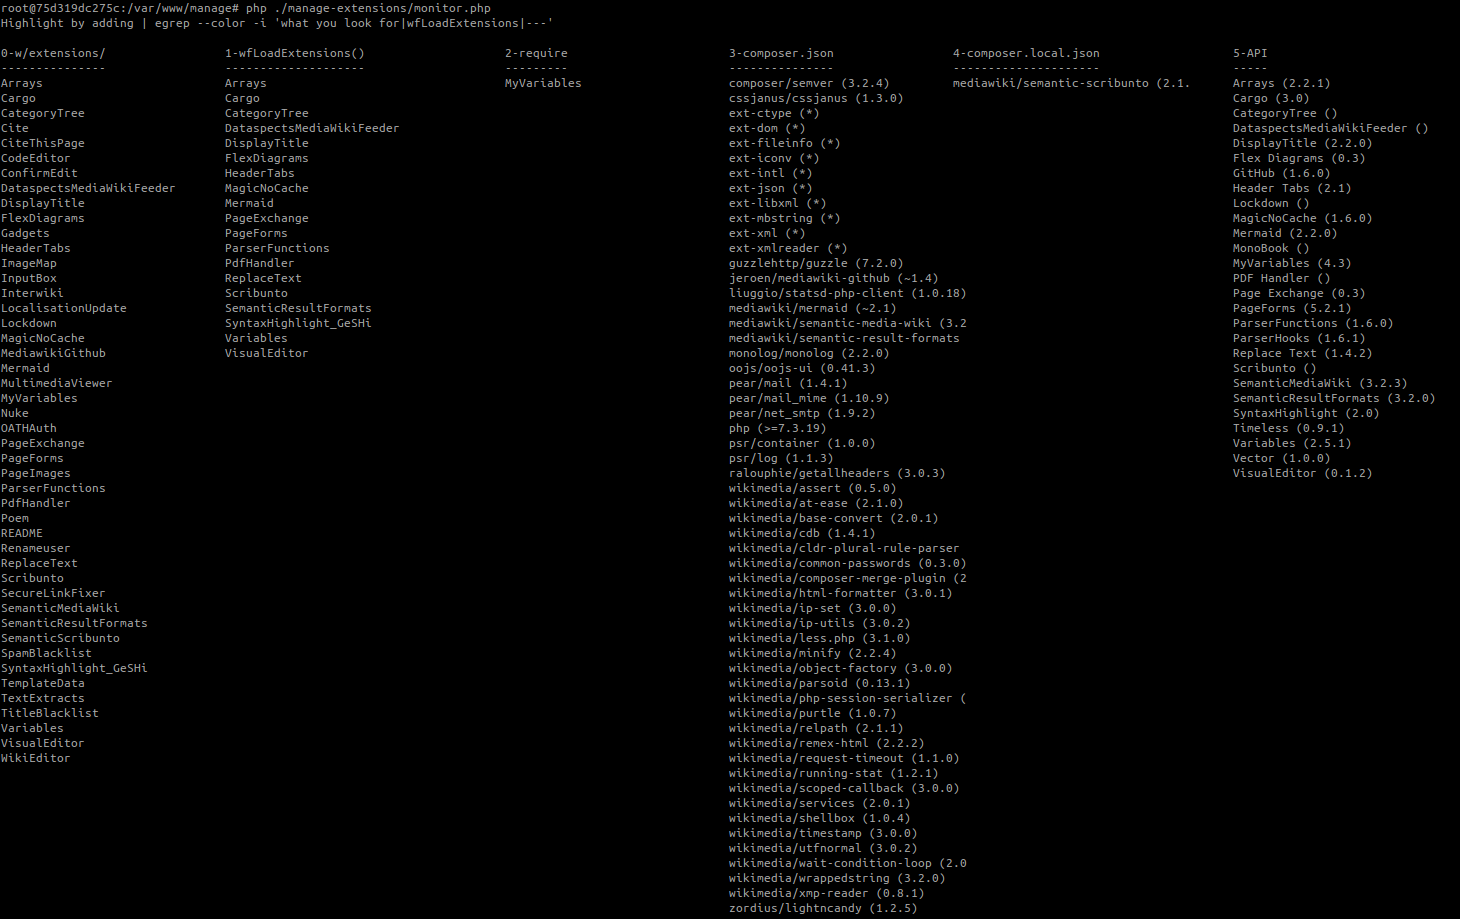 root@75d319dc275c:/var/www/manage# php ./manage-extensions/monitor.php
Highlight by adding | egrep --color -i 'what you look for|wfLoadExtensions|---'
0-w/extensions/ 1-wfLoadExtensions() 2-require 3-composer.json 4-composer.local.json 5-API
--------------- -------------------- --------- --------------- --------------------- -----
Arrays Arrays MyVariables composer/semver (3.2.4) mediawiki/semantic-scribunto (2.1. Arrays (2.2.1)
Cargo Cargo cssjanus/cssjanus (1.3.0) Cargo (3.0)
CategoryTree CategoryTree ext-ctype (*) CategoryTree ()
Cite DataspectsMediaWikiFeeder ext-dom (*) DataspectsMediaWikiFeeder ()
CiteThisPage DisplayTitle ext-fileinfo (*) DisplayTitle (2.2.0)
CodeEditor FlexDiagrams ext-iconv (*) Flex Diagrams (0.3)
ConfirmEdit HeaderTabs ext-intl (*) GitHub (1.6.0)
DataspectsMediaWikiFeeder MagicNoCache ext-json (*) Header Tabs (2.1)
DisplayTitle Mermaid ext-libxml (*) Lockdown ()
FlexDiagrams PageExchange ext-mbstring (*) MagicNoCache (1.6.0)
Gadgets PageForms ext-xml (*) Mermaid (2.2.0)
HeaderTabs ParserFunctions ext-xmlreader (*) MonoBook ()
ImageMap PdfHandler guzzlehttp/guzzle (7.2.0) MyVariables (4.3)
InputBox ReplaceText jeroen/mediawiki-github (~1.4) PDF Handler ()
Interwiki Scribunto liuggio/statsd-php-client (1.0.18) Page Exchange (0.3)
LocalisationUpdate SemanticResultFormats mediawiki/mermaid (~2.1) PageForms (5.2.1)
Lockdown SyntaxHighlight_GeSHi mediawiki/semantic-media-wiki (3.2 ParserFunctions (1.6.0)
MagicNoCache Variables mediawiki/semantic-result-formats ParserHooks (1.6.1)
MediawikiGithub VisualEditor monolog/monolog (2.2.0) Replace Text (1.4.2)
Mermaid oojs/oojs-ui (0.41.3) Scribunto ()
MultimediaViewer pear/mail (1.4.1) SemanticMediaWiki (3.2.3)
MyVariables pear/mail_mime (1.10.9) SemanticResultFormats (3.2.0)
Nuke pear/net_smtp (1.9.2) SyntaxHighlight (2.0)
OATHAuth php (>=7.3.19) Timeless (0.9.1)
PageExchange psr/container (1.0.0) Variables (2.5.1)
PageForms psr/log (1.1.3) Vector (1.0.0)
PageImages ralouphie/getallheaders (3.0.3) VisualEditor (0.1.2)
ParserFunctions wikimedia/assert (0.5.0)
PdfHandler wikimedia/at-ease (2.1.0)
Poem wikimedia/base-convert (2.0.1)
README wikimedia/cdb (1.4.1)
Renameuser wikimedia/cldr-plural-rule-parser
ReplaceText wikimedia/common-passwords (0.3.0)
Scribunto wikimedia/composer-merge-plugin (2
SecureLinkFixer wikimedia/html-formatter (3.0.1)
SemanticMediaWiki wikimedia/ip-set (3.0.0)
SemanticResultFormats wikimedia/ip-utils (3.0.2)
SemanticScribunto wikimedia/less.php (3.1.0)
SpamBlacklist wikimedia/minify (2.2.4)
SyntaxHighlight_GeSHi wikimedia/object-factory (3.0.0)
TemplateData wikimedia/parsoid (0.13.1)
TextExtracts wikimedia/php-session-serializer (
TitleBlacklist wikimedia/purtle (1.0.7)
Variables wikimedia/relpath (2.1.1)
VisualEditor wikimedia/remex-html (2.2.2)
WikiEditor wikimedia/request-timeout (1.1.0)
wikimedia/running-stat (1.2.1)
wikimedia/scoped-callback (3.0.0)
wikimedia/services (2.0.1)
wikimedia/shellbox (1.0.4)
wikimedia/timestamp (3.0.0)
wikimedia/utfnormal (3.0.2)
wikimedia/wait-condition-loop (2.0
wikimedia/wrappedstring (3.2.0)
wikimedia/xmp-reader (0.8.1)
zordius/lightncandy (1.2.5)